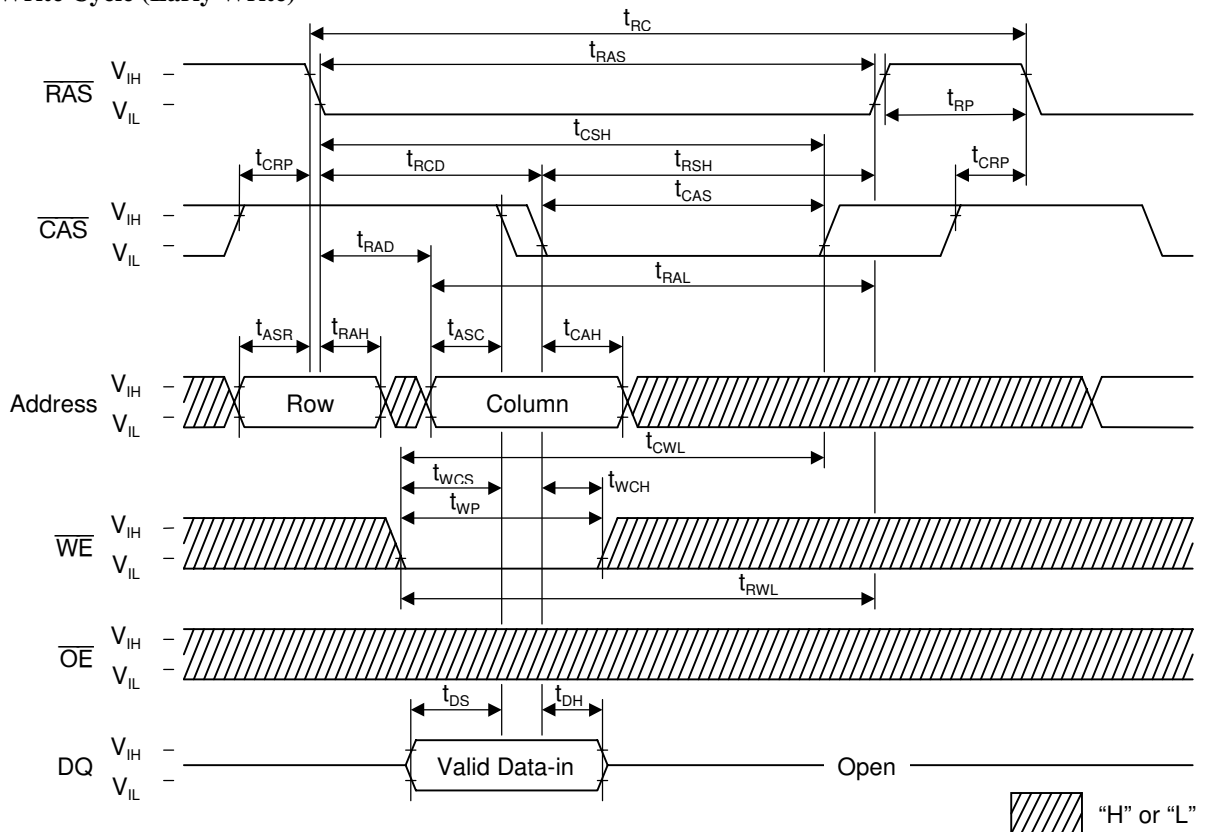 Write Cycle (Early Write)
tRC
tRAS
RAS
VIH
VIL
tRP
tCSH
tCRP
tRCD
tRSH
tCRP
tCAS
CAS
VIH
VIL
tRAD
tRAL
tASR
tRAH
tASC
tCAH
Address
VIH
VIL
Row
Column
tCWL
tWCS
tWCH
tWP
WE
VIH
VIL
tRWL
OE
VIH
VIL
tDS
tDH
DQ
VIH
VIL
Valid Data-in
Open
“H” or “L”